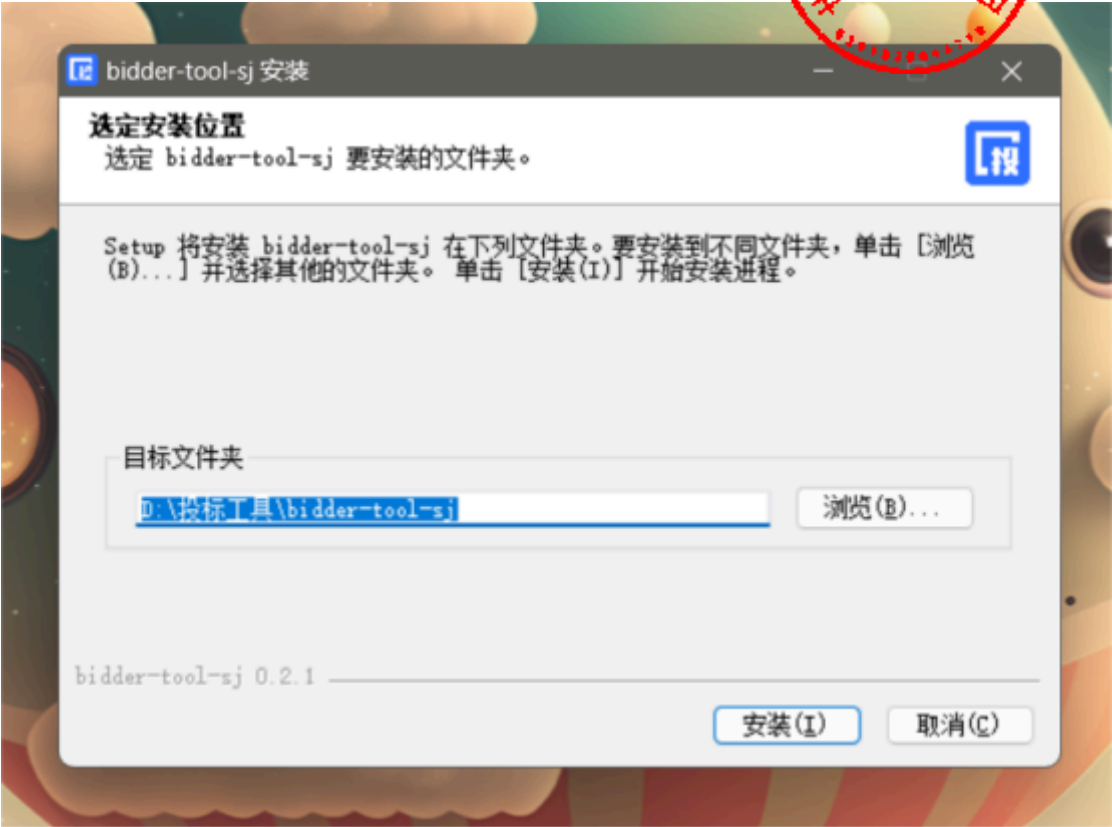 bidder-tool-sj 安装
选定安装位置
选定 bidder-tool-sj 要安装的文件夹。
投
Setup 将安装 bidder-tool-sj 在下列文件夹。要安装到不同文件夹，单击 [浏览
(B)...] 并选择其他的文件夹。 单击 [安装(I)] 开始安装进程。
目标文件夹
D:\投标工具\bidder-tool-sj
浏览(B)...
bidder-tool-sj 0.2.1
安装(I)
取消(C)